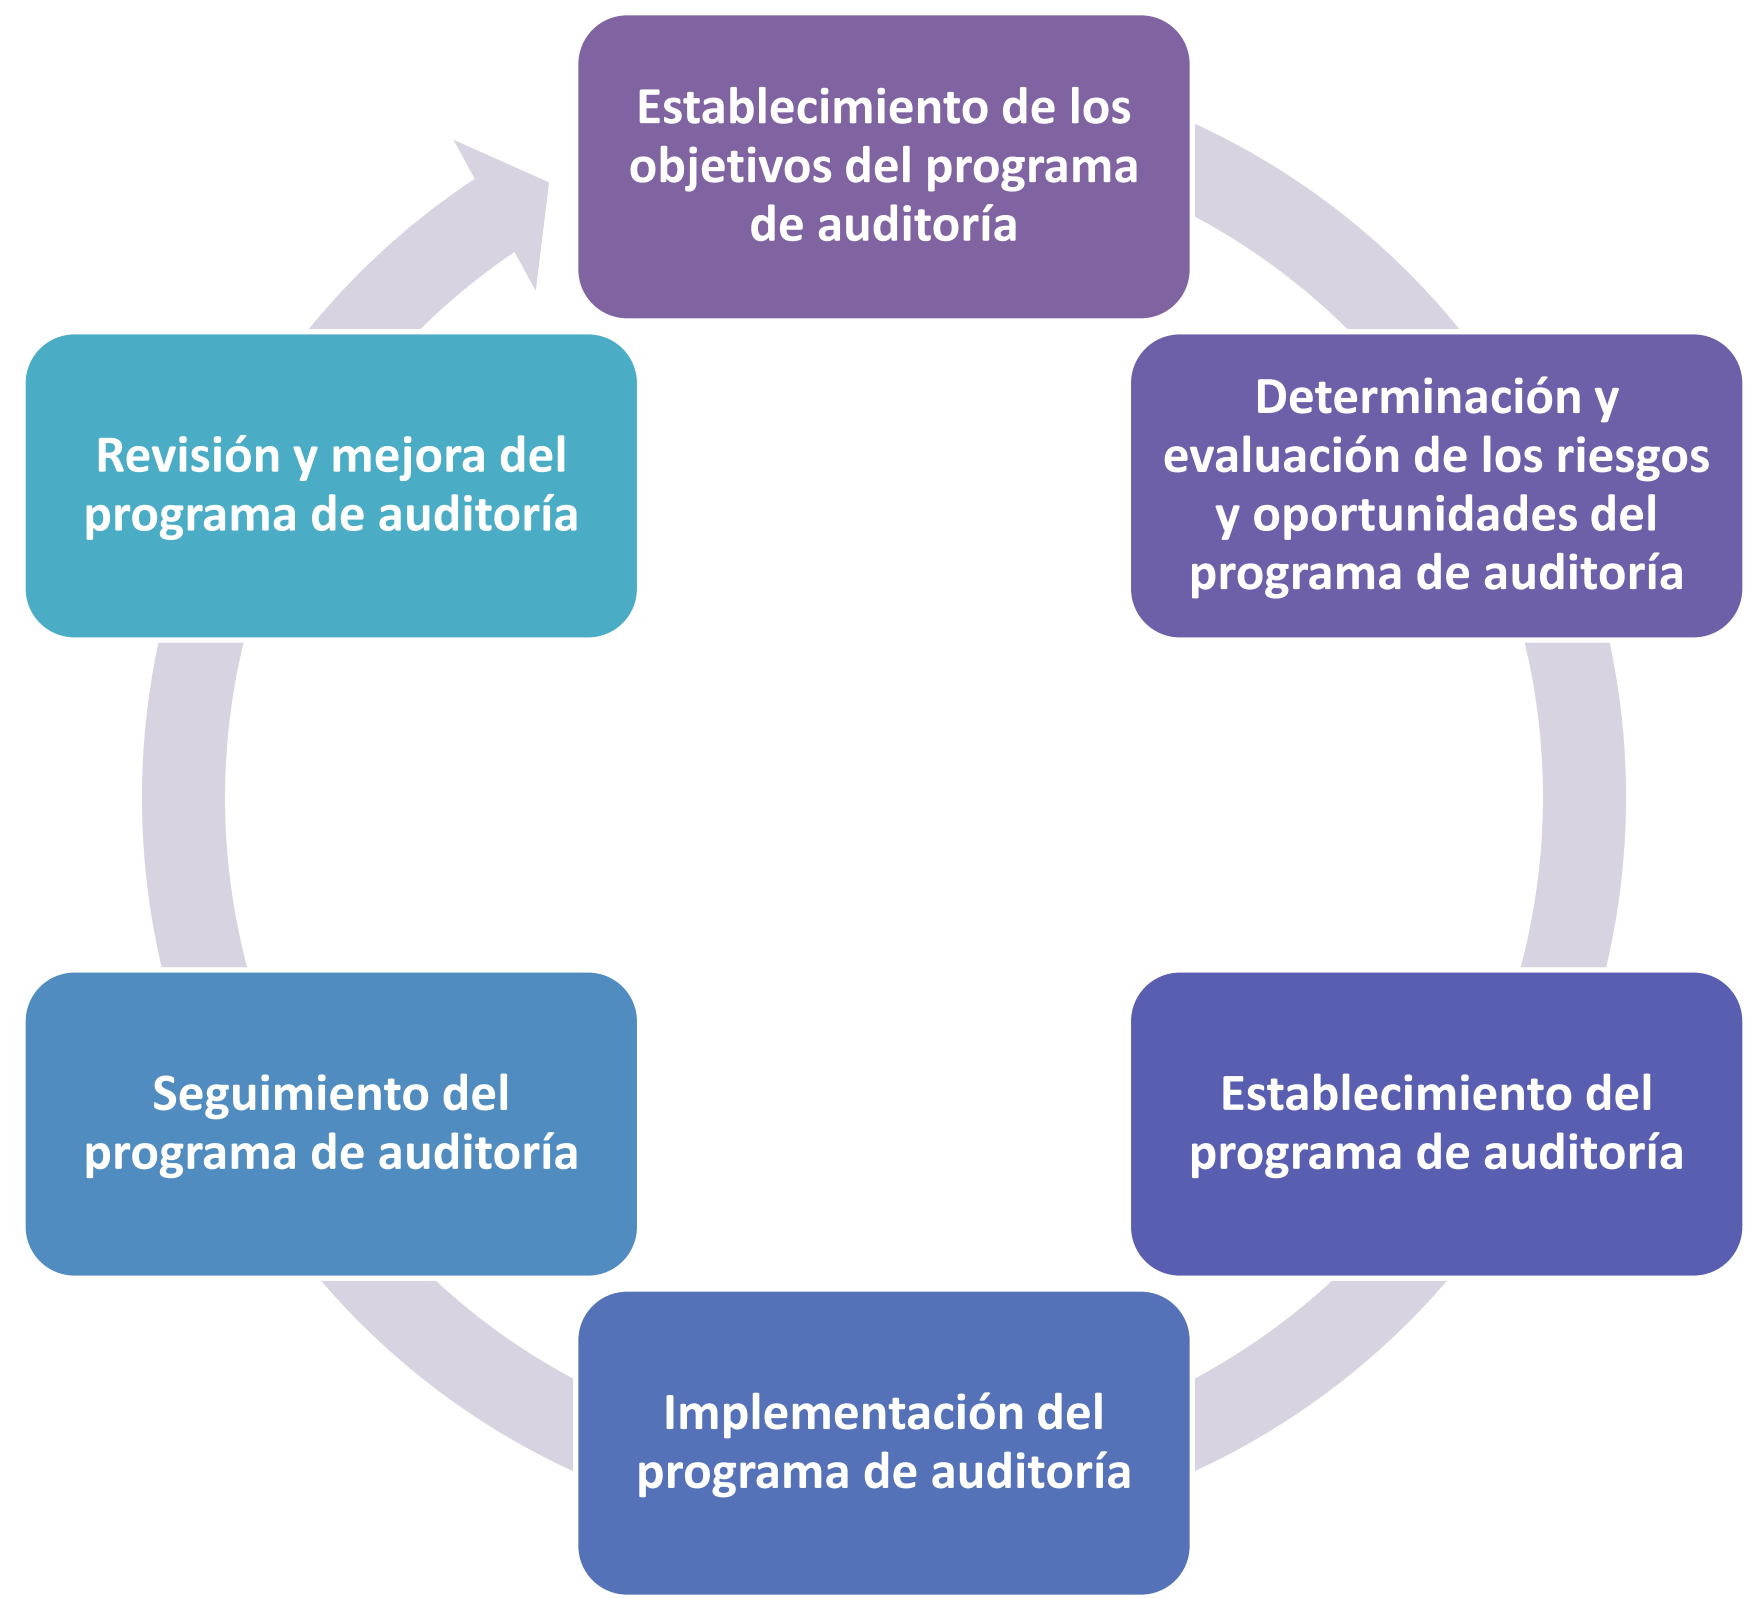 Establecimiento de los
objetivos del programa
de auditoría
Determinación y
evaluación de los riesgos
y oportunidades del
programa de auditoría
Establecimiento del
programa de auditoría
Implementación del
programa de auditoría
Seguimiento del
programa de auditoría
Revisión y mejora del
programa de auditoría